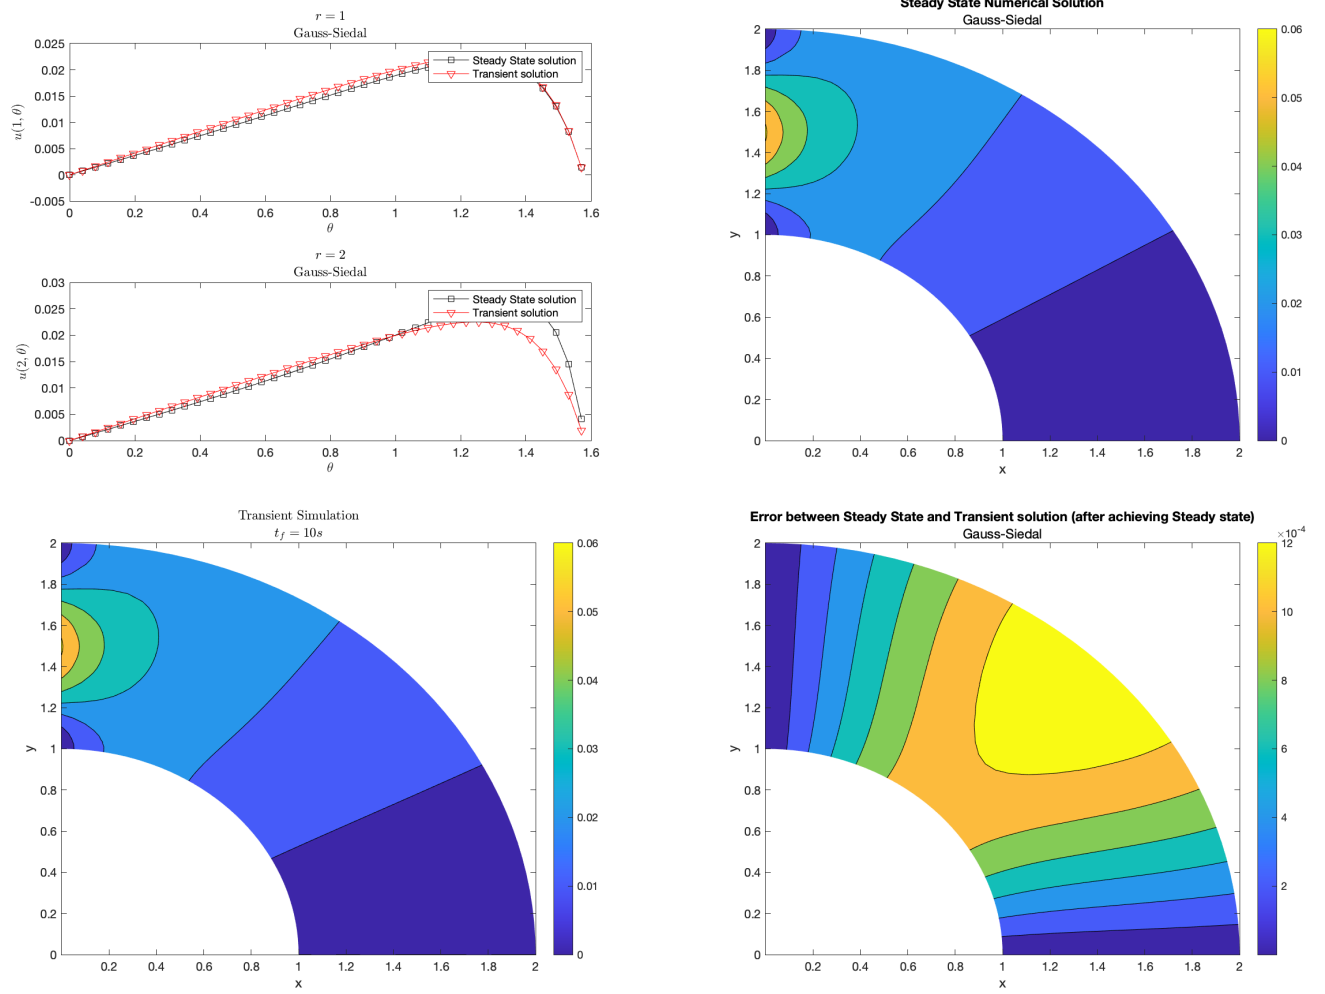 r = 1
Gauss-Siedal
0.025
0.02
0.015
0.01
0.005
0
-0.005
u(1, θ)
Steady State solution
Transient solution
0 0.2 0.4 0.6 0.8 1 1.2 1.4 1.6
θ
r = 2
Gauss-Siedal
0.03
0.025
0.02
0.015
0.01
0.005
0
u(2, θ)
Steady State solution
Transient solution
0 0.2 0.4 0.6 0.8 1 1.2 1.4 1.6
θ
Steady State Numerical Solution
Gauss-Siedal
2
1.8
1.6
1.4
1.2
1
0.8
0.6
0.4
0.2
0
y
0.2 0.4 0.6 0.8 1 1.2 1.4 1.6 1.8 2
x
0.06
0.05
0.04
0.03
0.02
0.01
0
Transient Simulation
t_f = 10s
2
1.8
1.6
1.4
1.2
1
0.8
0.6
0.4
0.2
0
y
0.2 0.4 0.6 0.8 1 1.2 1.4 1.6 1.8 2
x
0.06
0.05
0.04
0.03
0.02
0.01
0
Error between Steady State and Transient solution (after achieving Steady state)
Gauss-Siedal
2
1.8
1.6
1.4
1.2
1
0.8
0.6
0.4
0.2
0
y
0.2 0.4 0.6 0.8 1 1.2 1.4 1.6 1.8 2
x
×10⁻⁴
12
10
8
6
4
2